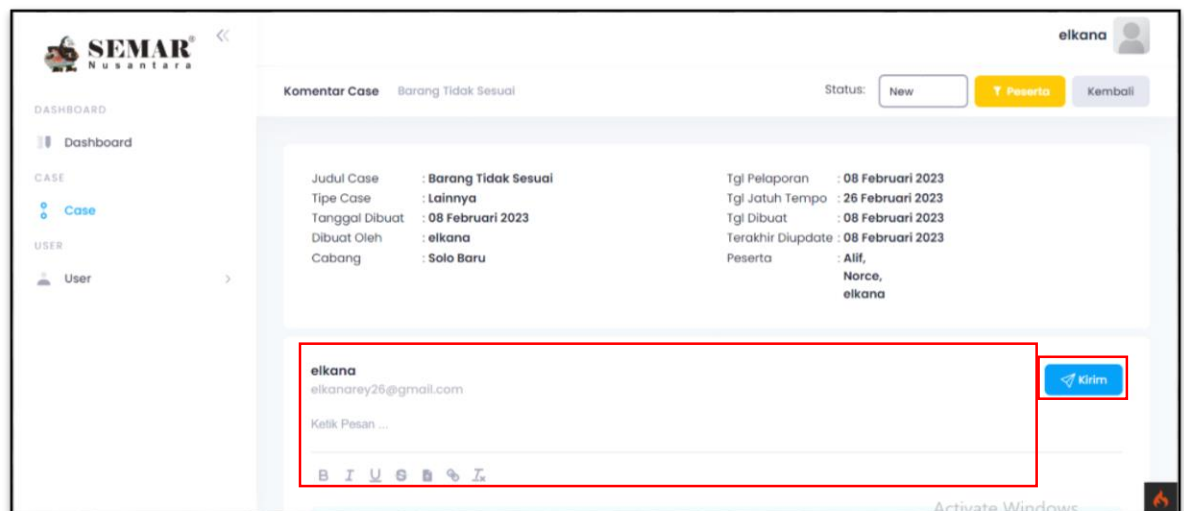 SEMAR®
Nusantara
elkana
Komentar Case Barang Tidak Sesuai
Status: New
Peserta
Kembali
DASHBOARD
Dashboard
CASE
Case
USER
User
Judul Case : Barang Tidak Sesuai
Tipe Case : Lainnya
Tanggal Dibuat : 08 Februari 2023
Dibuat Oleh : elkana
Cabang : Solo Baru
Tgl Pelaporan : 08 Februari 2023
Tgl Jatuh Tempo : 26 Februari 2023
Tgl Dibuat : 08 Februari 2023
Terakhir Diupdate : 08 Februari 2023
Peserta : Alif,
Norce,
elkana
elkana
elkanarey26@gmail.com
Kirim
Ketik Pesan ...
B I U S
Activate Windows